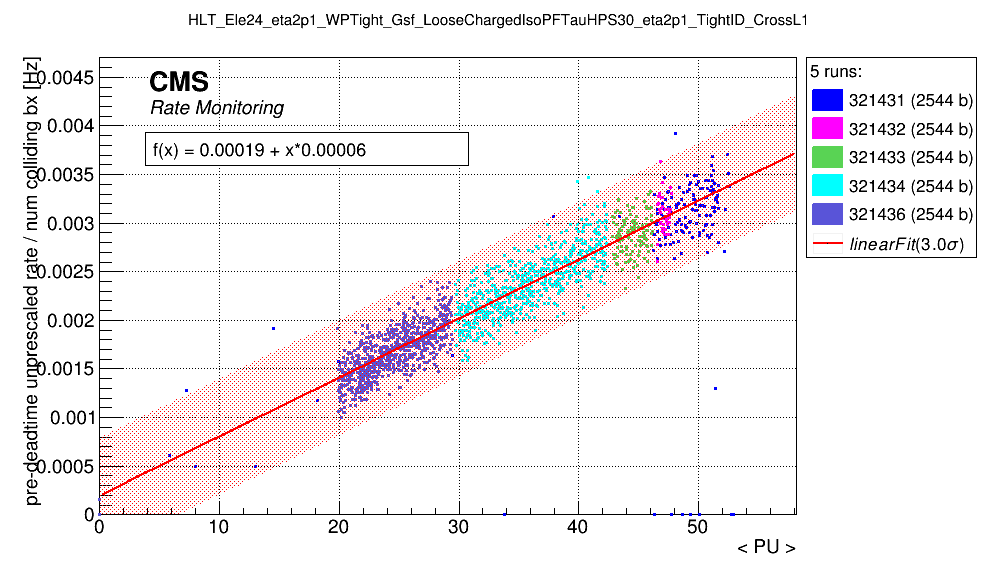 HLT_Ele24_eta2p1_WPTight_Gsf_LooseChargedIsoPFTauHPS30_eta2p1_TightID_CrossL1
CMS
Rate Monitoring
f(x) = 0.00019 + x*0.00006
pre-deadtime unprescaled rate / num colliding bx [Hz]
0.0045
0.004
0.0035
0.003
0.0025
0.002
0.0015
0.001
0.0005
0
0 10 20 30 40 50
< PU >
5 runs:
321431 (2544 b)
321432 (2544 b)
321433 (2544 b)
321434 (2544 b)
321436 (2544 b)
linearFit(3.0σ)